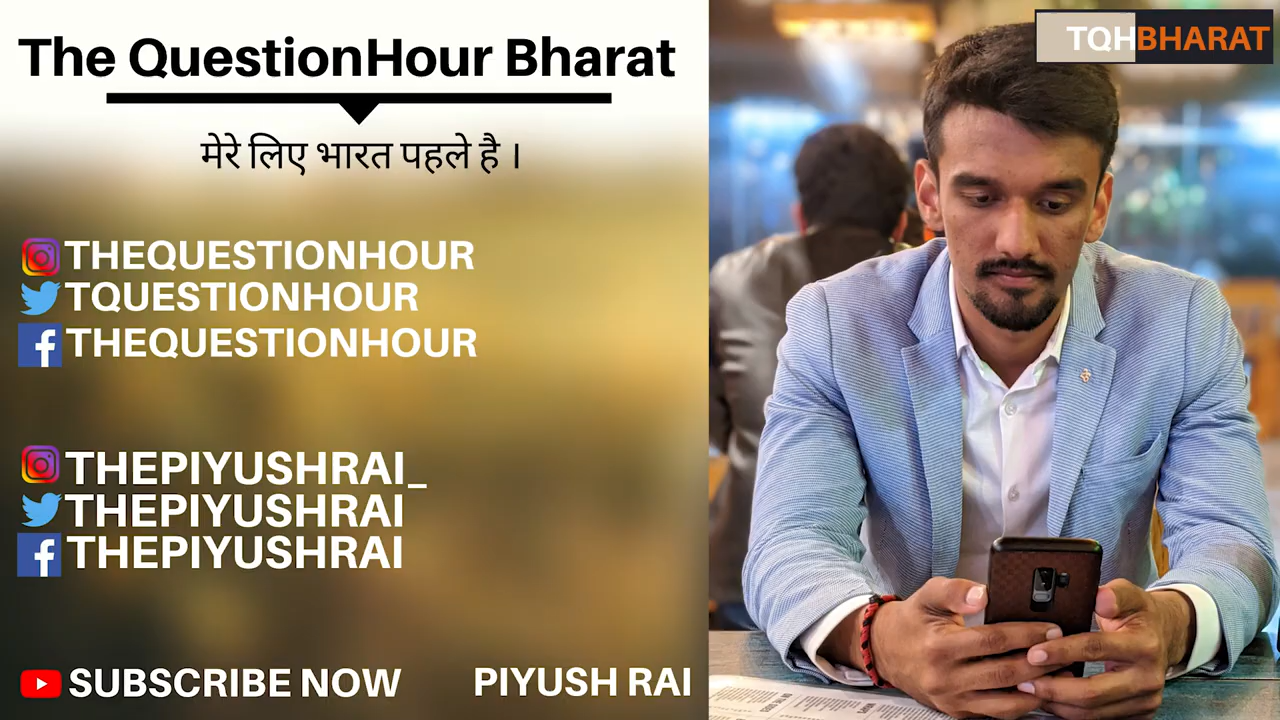 The QuestionHour Bharat
मेरे लिए भारत पहले है ।
THEQUESTIONHOUR
TQUESTIONHOUR
THEQUESTIONHOUR
THEPIYUSHRAI_
THEPIYUSHRAI
THEPIYUSHRAI
SUBSCRIBE NOW
PIYUSH RAI
TQHBHARAT